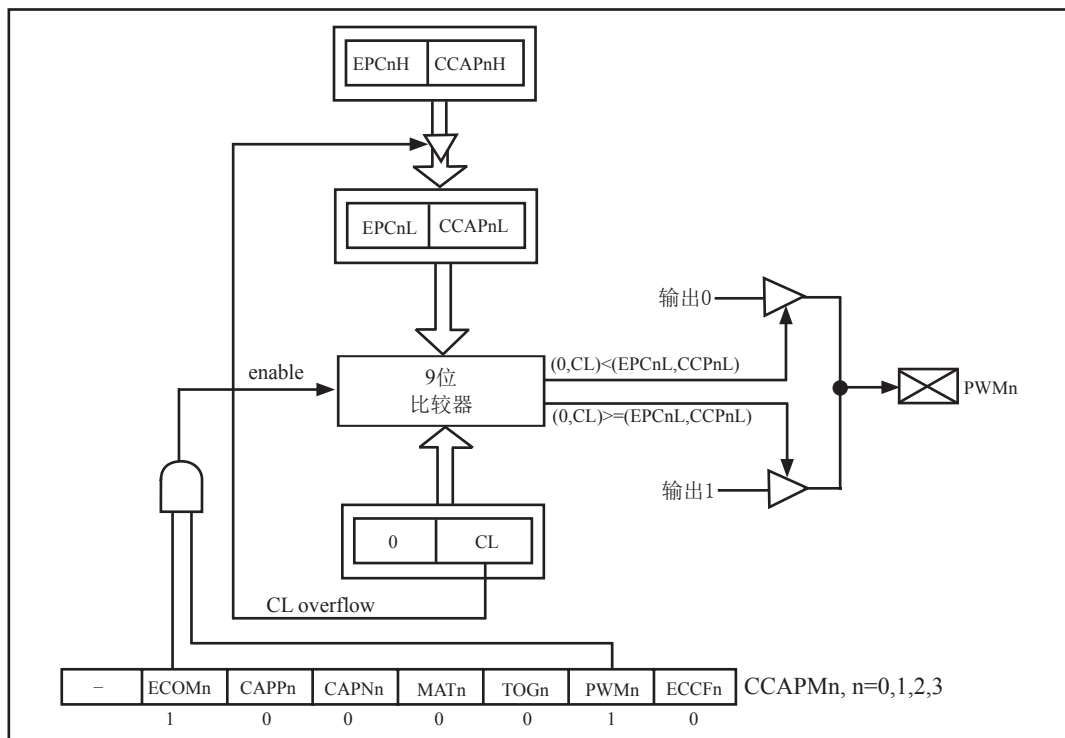 EPCnH CCAPnH
EPCnL CCAPnL
输出0
(0,CL)<(EPCnL,CCPnL)
enable
9位
比较器
PWMn
(0,CL)>=(EPCnL,CCPnL)
输出1
0 CL
CL overflow
– ECOMn CAPPn CAPNn MATn TOGn PWMn ECCFn CCAPMn, n=0,1,2,3
1 0 0 0 0 1 0